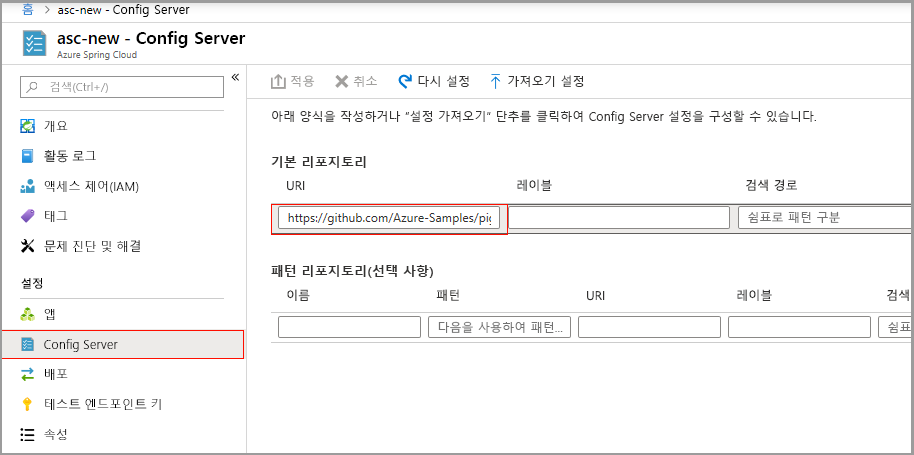 홈 > asc-new - Config Server
asc-new - Config Server
Azure Spring Cloud
검색(Ctrl+/)
«
개요
활동 로그
액세스 제어(IAM)
태그
문제 진단 및 해결
설정
앱
Config Server
배포
테스트 엔드포인트 키
속성
적용 취소 다시 설정 가져오기 설정
아래 양식을 작성하거나 "설정 가져오기" 단추를 클릭하여 Config Server 설정을 구성할 수 있습니다.
기본 리포지토리
URI 레이블 검색 경로
https://github.com/Azure-Samples/pig 쉼표로 패턴 구분
패턴 리포지토리(선택 사항)
이름 패턴 URI 레이블 검색
다음을 사용하여 패턴... 쉼표